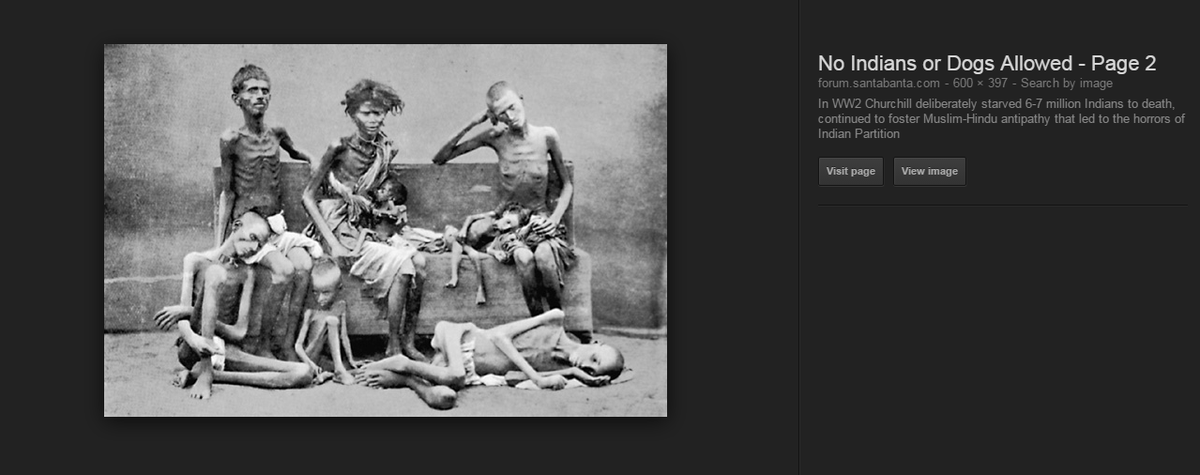 No Indians or Dogs Allowed - Page 2
forum.santabanta.com - 600 × 397 - Search by image
In WW2 Churchill deliberately starved 6-7 million Indians to death,
continued to foster Muslim-Hindu antipathy that led to the horrors of
Indian Partition
Visit page
View image